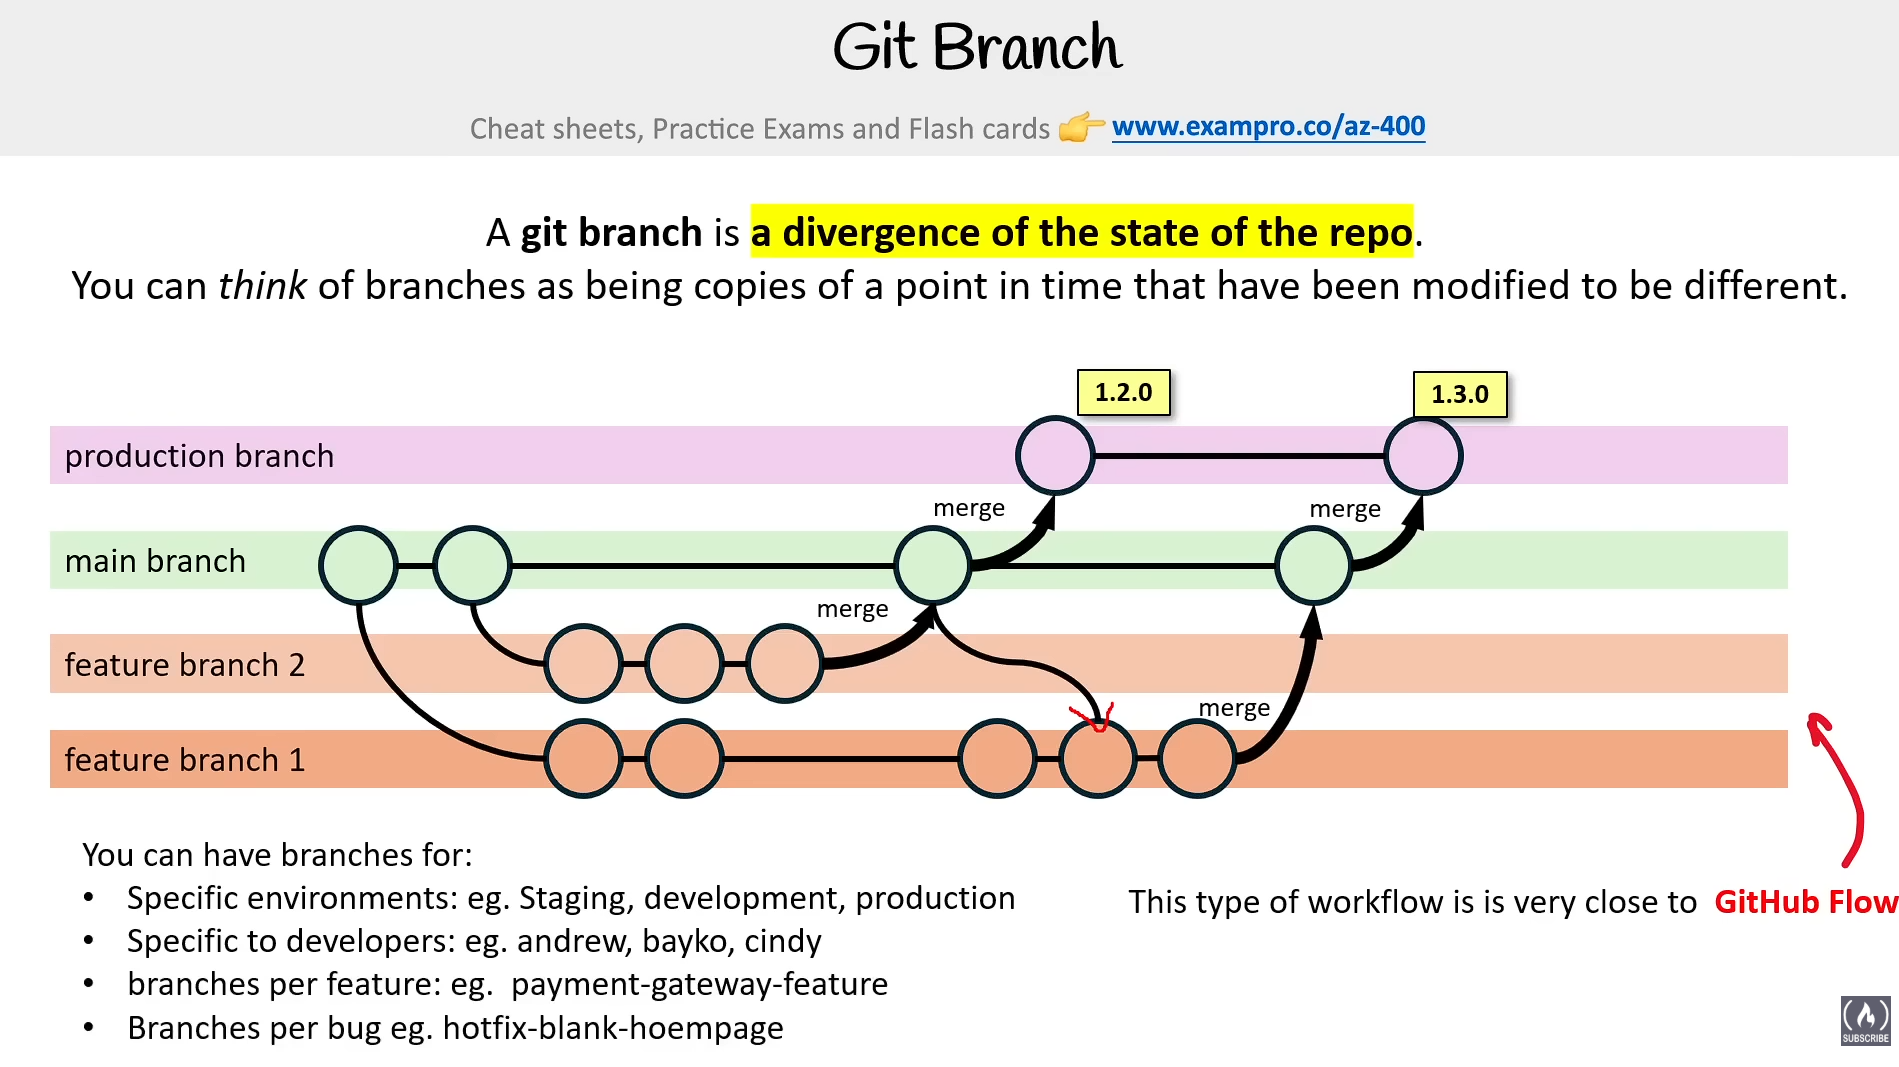 Git Branch
Cheat sheets, Practice Exams and Flash cards 👉 www.exampro.co/az-400
A git branch is a divergence of the state of the repo.
You can think of branches as being copies of a point in time that have been modified to be different.
1.2.0
1.3.0
production branch
merge
merge
main branch
merge
feature branch 2
merge
feature branch 1
You can have branches for:
• Specific environments: eg. Staging, development, production
• Specific to developers: eg. andrew, bayko, cindy
• branches per feature: eg. payment-gateway-feature
• Branches per bug eg. hotfix-blank-hoempage
This type of workflow is is very close to GitHub Flow
SUBSCRIBE